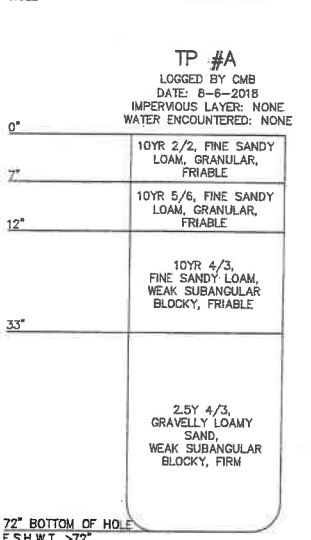 TP #A
LOGGED BY CMB
DATE: 8-6-2018
IMPERVIOUS LAYER: NONE
WATER ENCOUNTERED: NONE
0"
10YR 2/2, FINE SANDY
LOAM, GRANULAR,
FRIABLE
7"
10YR 5/6, FINE SANDY
LOAM, GRANULAR,
FRIABLE
12"
10YR 4/3,
FINE SANDY LOAM,
WEAK SUBANGULAR
BLOCKY, FRIABLE
33"
2.5Y 4/3,
GRAVELLY LOAMY
SAND,
WEAK SUBANGULAR
BLOCKY, FIRM
72" BOTTOM OF HOLE
E.S.H.W.T. >72"